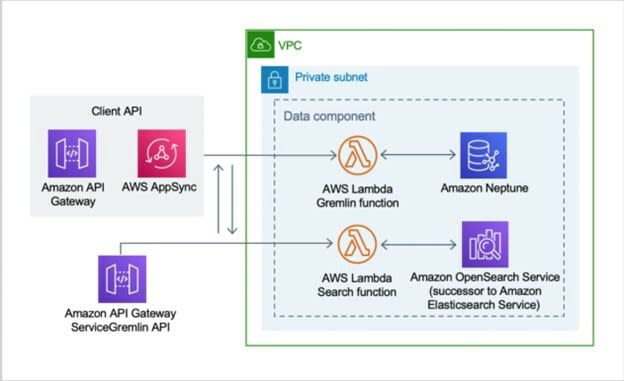 VPC
Private subnet
Client API
Data component
Amazon API
Gateway
AWS AppSync
AWS Lambda
Gremlin function
Amazon Neptune
AWS Lambda
Search function
Amazon OpenSearch Service
(successor to Amazon
Elasticsearch Service)
Amazon API Gateway
ServiceGremlin API